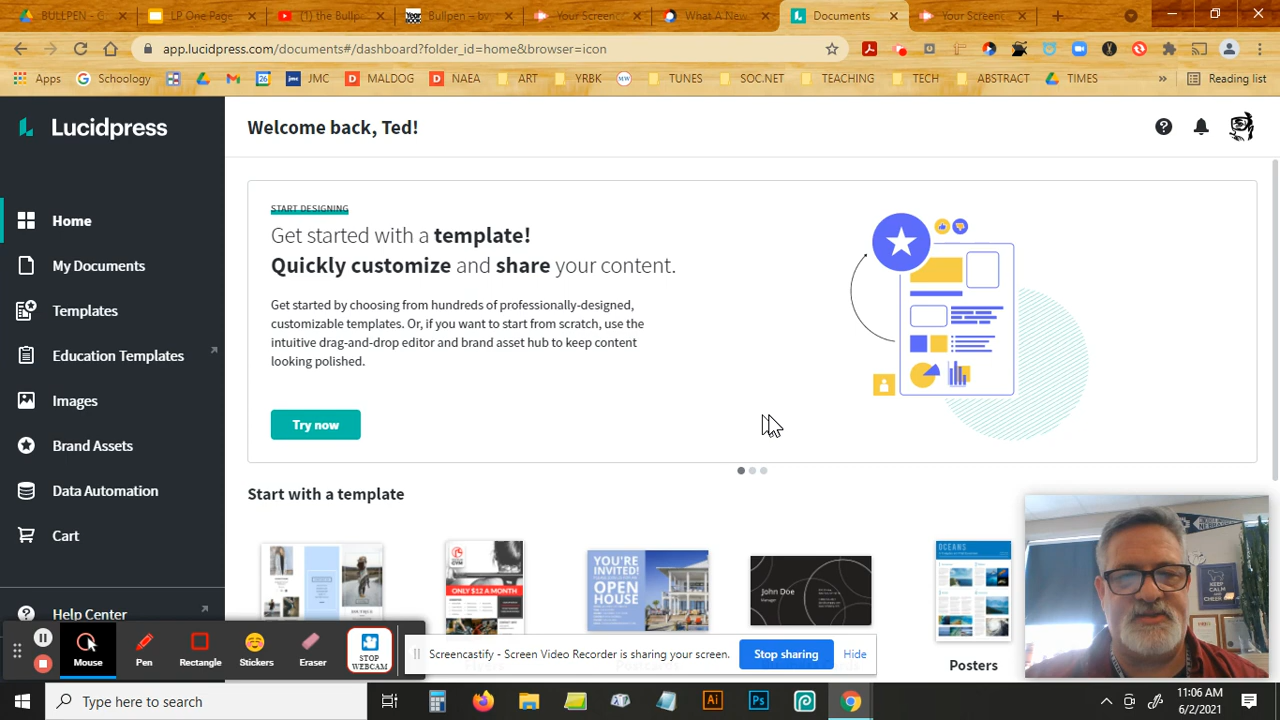 BULLPEN - G
LP One Page
(1) the Bullp
Bullpen – b
Your Screenc
What A New
Documents
Your Screenc
app.lucidpress.com/documents#/dashboard?folder_id=home&browser=icon
Apps
Schoology
JMC
MALDOG
NAEA
ART
YRBK
TUNES
SOC.NET
TEACHING
TECH
ABSTRACT
TIMES
»
Reading list
Lucidpress
Welcome back, Ted!
Home
My Documents
Templates
Education Templates
Images
Brand Assets
Data Automation
Cart
Help Center
START DESIGNING
Get started with a template!
Quickly customize and share your content.
Get started by choosing from hundreds of professionally-designed,
customizable templates. Or, if you want to start from scratch, use the
intuitive drag-and-drop editor and brand asset hub to keep content
looking polished.
Try now
Start with a template
ONLY $12 A MONTH
YOU'RE
INVITED!
OPEN
HOUSE
John Doe
OCEANS
Posters
Mouse
Pen
Rectangle
Stickers
Eraser
STOP
WEBCAM
Screencastify - Screen Video Recorder is sharing your screen.
Stop sharing
Hide
KEEP
CALM
CHEER
Type here to search
11:06 AM
6/2/2021